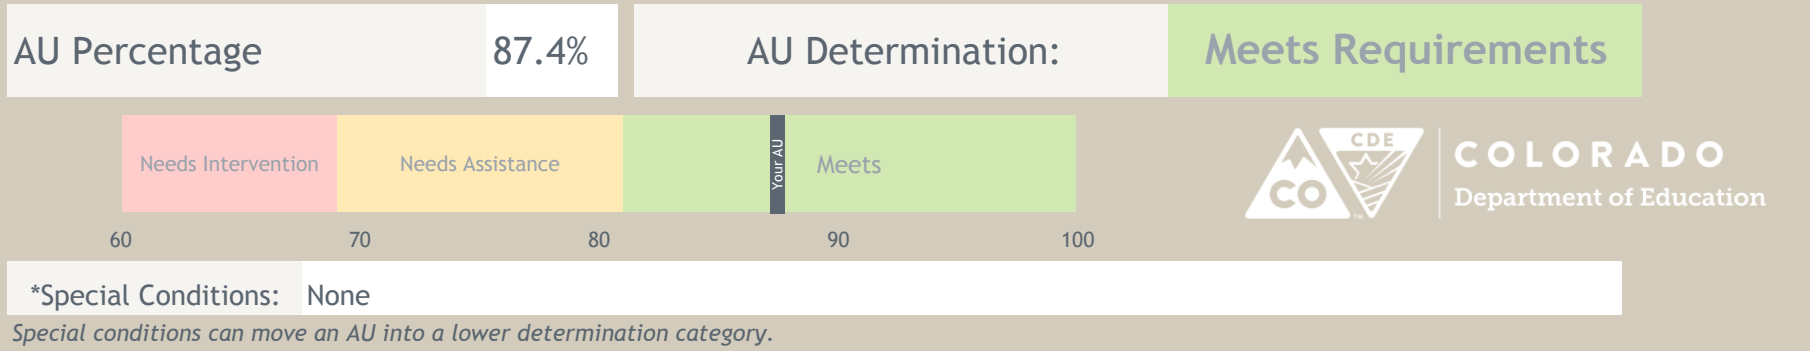 AU Percentage 87.4% AU Determination: Meets Requirements
Needs Intervention Needs Assistance Your AU Meets
60 70 80 90 100
CDE
CO
COLORADO
Department of Education
*Special Conditions: None
Special conditions can move an AU into a lower determination category.